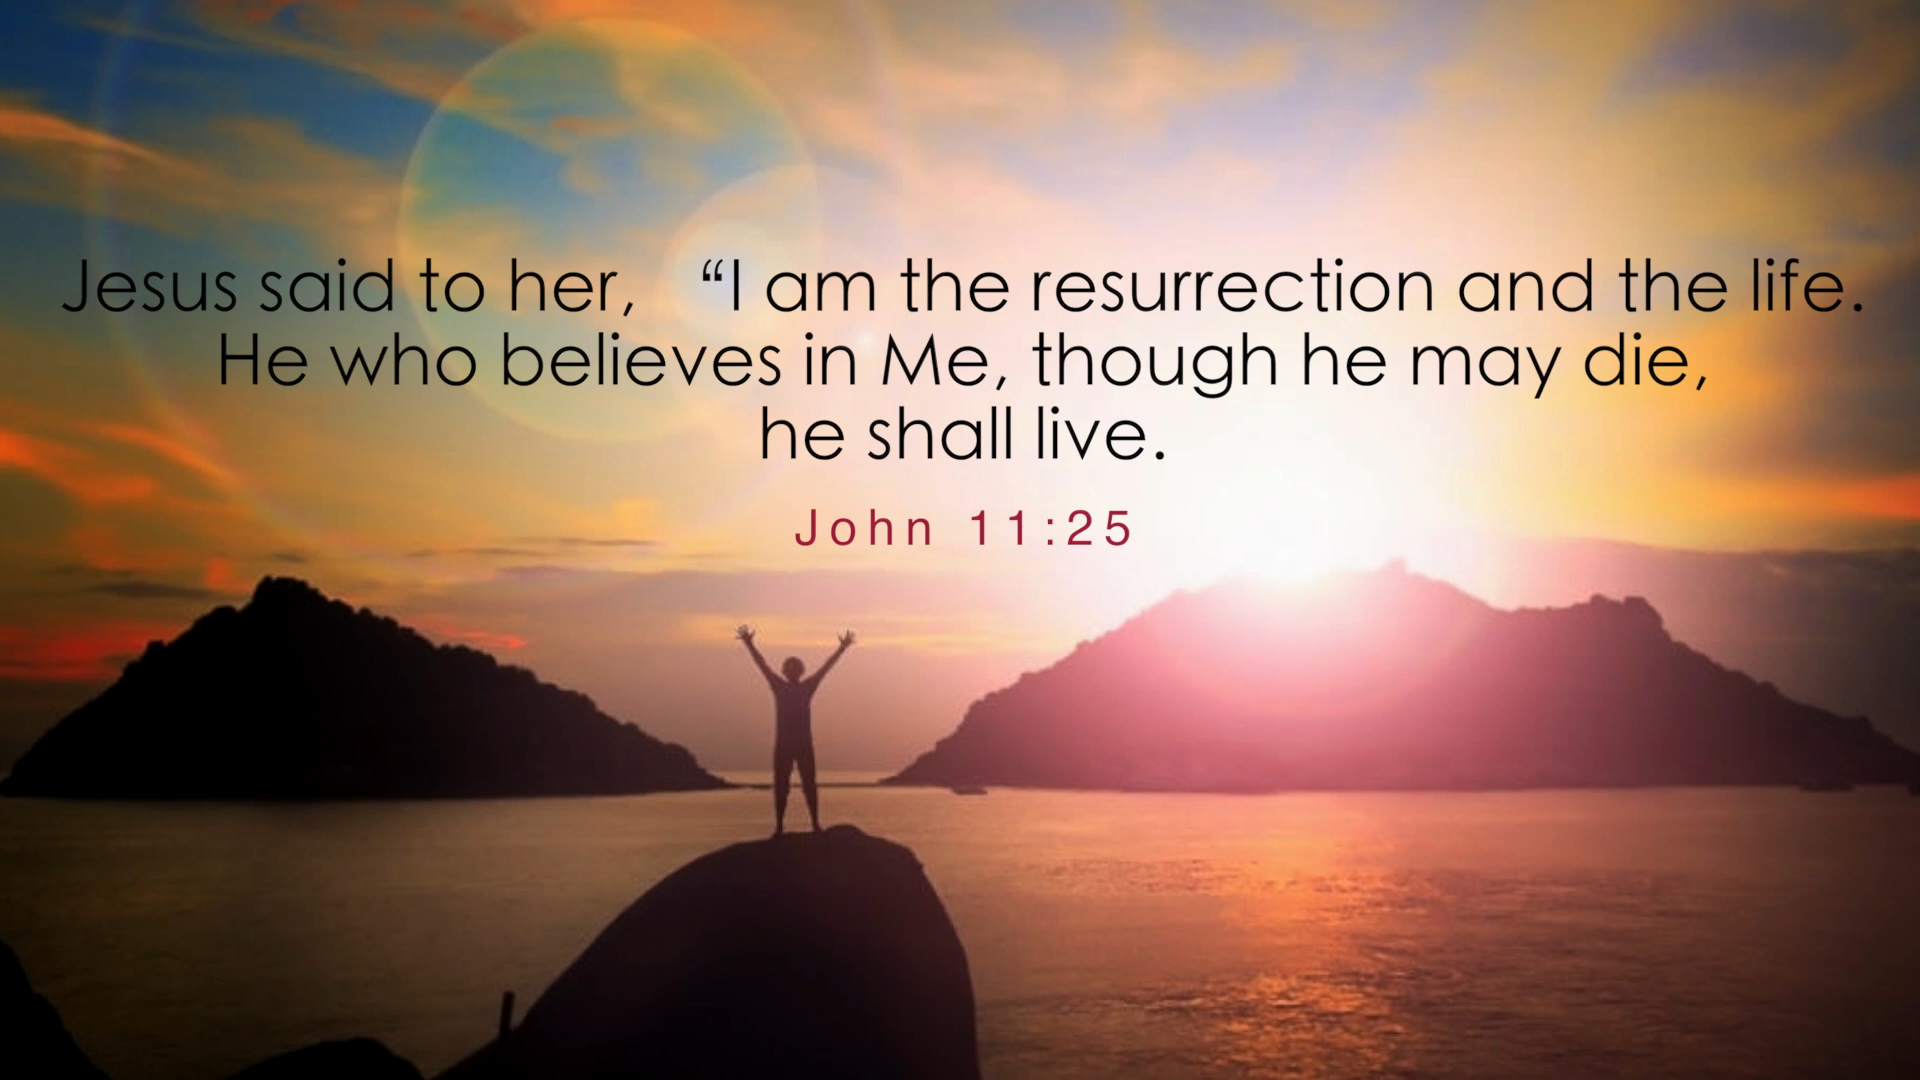 Jesus said to her, “I am the resurrection and the life.
He who believes in Me, though he may die,
he shall live.
John 11:25